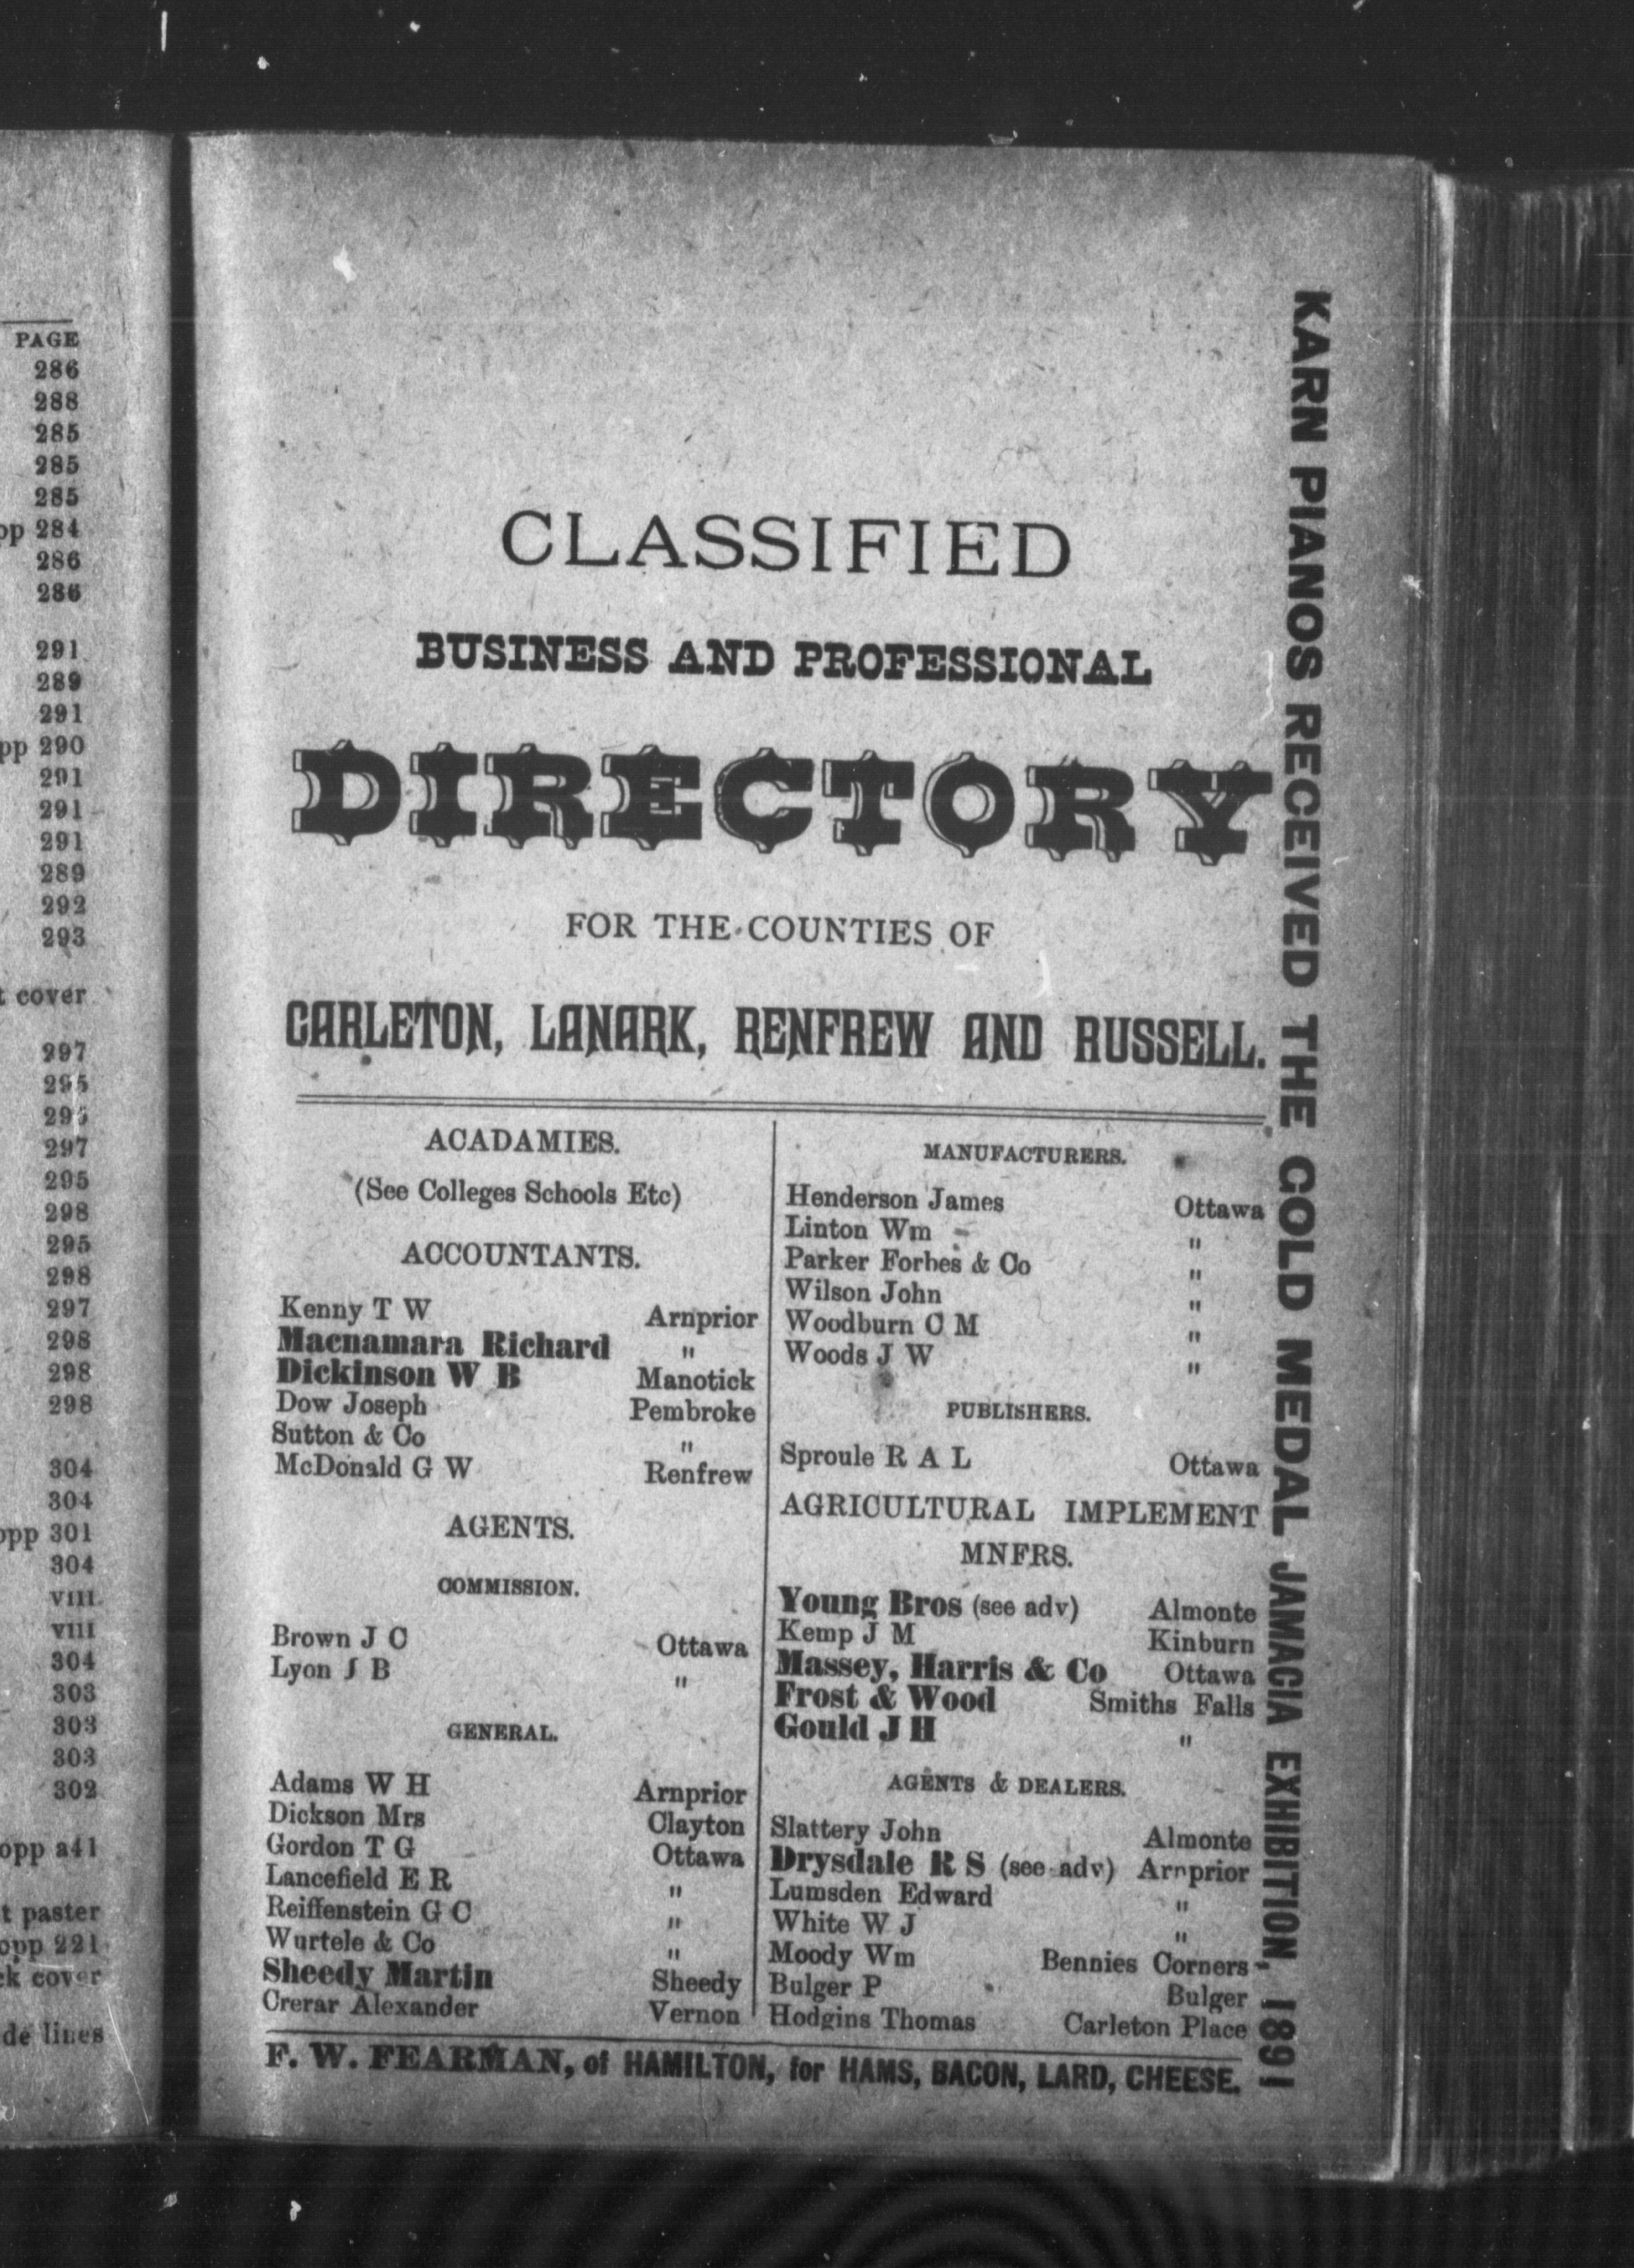 PAGE
286
288
285
285
285
opp 284
286
286
291
289
291
opp 290
291
291
291
289
292
293
t cover
297
295
295
297
295
298
295
298
297
298
298
298
304
304
opp 301
304
VIII
VIII
304
303
303
303
302
opp a41
t paster
opp 221
ck cover
de lines
CLASSIFIED
BUSINESS AND PROFESSIONAL
DIRECTORY
FOR THE COUNTIES OF
CARLETON, LANARK, RENFREW AND RUSSELL.
ACADAMIES.
(See Colleges Schools Etc)
ACCOUNTANTS.
Kenny T W Arnprior
Macnamara Richard "
Dickinson W B Manotick
Dow Joseph Pembroke
Sutton & Co "
McDonald G W Renfrew
AGENTS.
COMMISSION.
Brown J C Ottawa
Lyon J B "
GENERAL.
Adams W H Arnprior
Dickson Mrs Clayton
Gordon T G Ottawa
Lancefield E R "
Reiffenstein G C "
Wurtele & Co "
Sheedy Martin Sheedy
Crerar Alexander Vernon
MANUFACTURERS.
Henderson James Ottawa
Linton Wm "
Parker Forbes & Co "
Wilson John "
Woodburn C M "
Woods J W "
PUBLISHERS.
Sproule R A L Ottawa
AGRICULTURAL IMPLEMENT
MNFRS.
Young Bros (see adv) Almonte
Kemp J M Kinburn
Massey, Harris & Co Ottawa
Frost & Wood Smiths Falls
Gould J H "
AGENTS & DEALERS.
Slattery John Almonte
Drysdale R S (see adv) Arnprior
Lumsden Edward "
White W J "
Moody Wm Bennies Corners
Bulger P Bulger
Hodgins Thomas Carleton Place
F. W. FEARMAN, of HAMILTON, for HAMS, BACON, LARD, CHEESE.
KARN PIANOS RECEIVED THE GOLD MEDAL JAMACIA EXHIBITION 1891